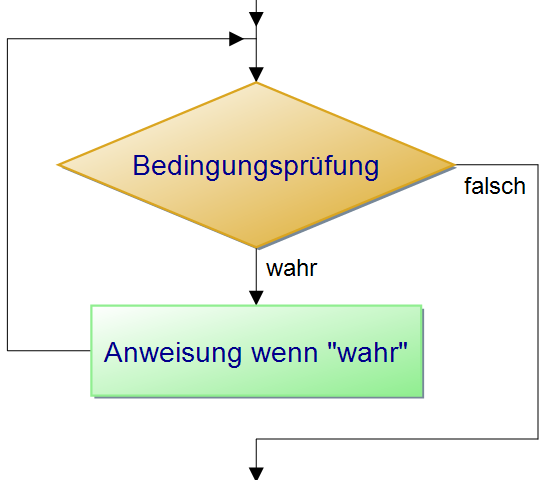 Bedingungsprüfung
falsch
wahr
Anweisung wenn "wahr"